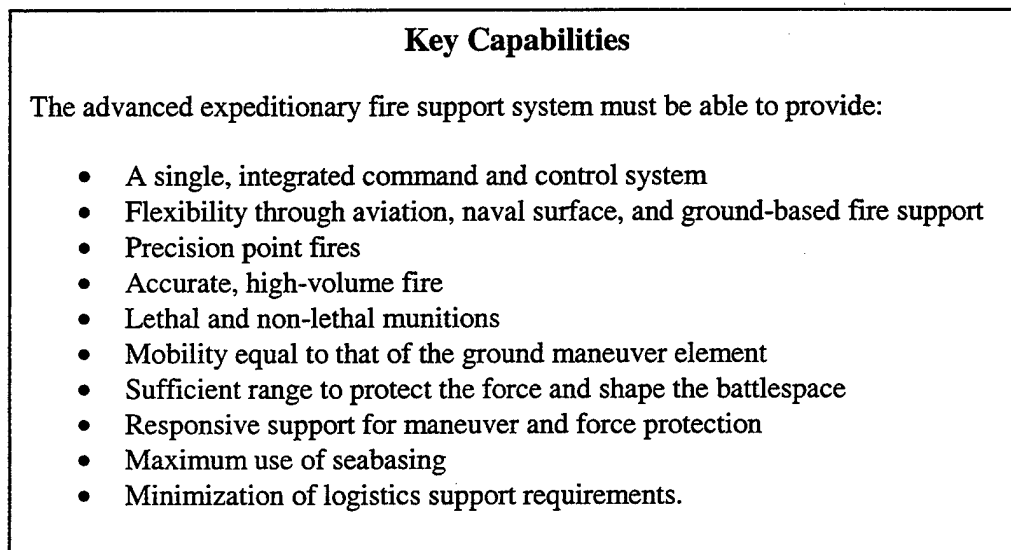 Key Capabilities
The advanced expeditionary fire support system must be able to provide:
• A single, integrated command and control system
• Flexibility through aviation, naval surface, and ground-based fire support
• Precision point fires
• Accurate, high-volume fire
• Lethal and non-lethal munitions
• Mobility equal to that of the ground maneuver element
• Sufficient range to protect the force and shape the battlespace
• Responsive support for maneuver and force protection
• Maximum use of seabasing
• Minimization of logistics support requirements.